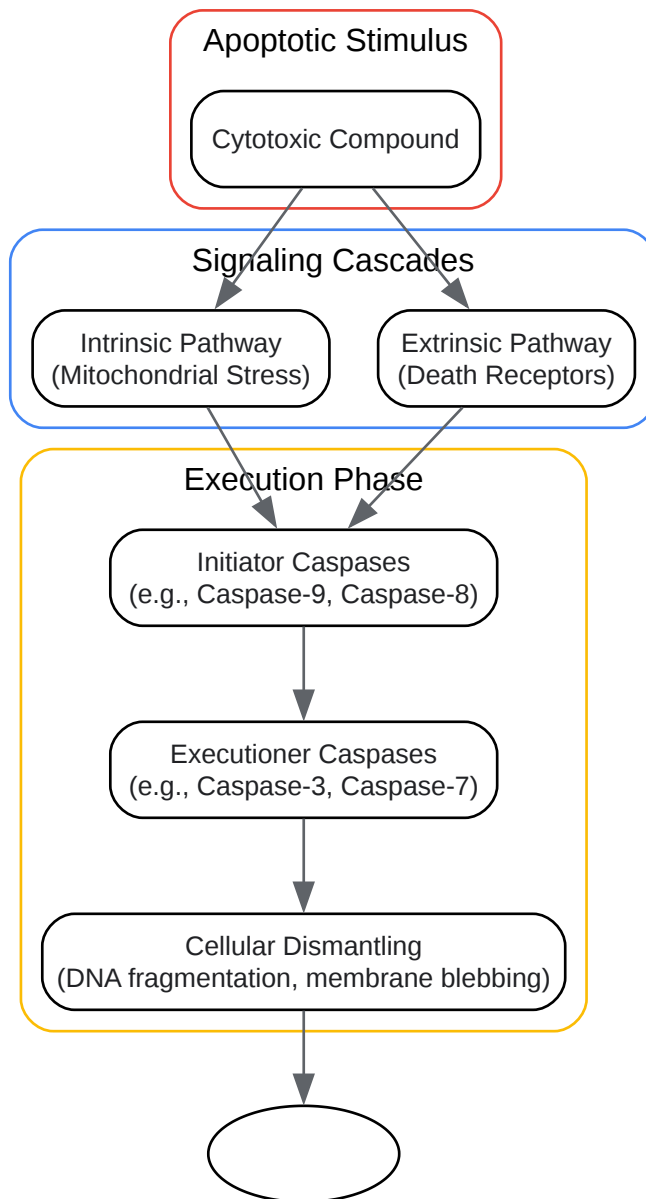 Apoptotic Stimulus
Cytotoxic Compound
Signaling Cascades
Intrinsic Pathway
(Mitochondrial Stress)
Extrinsic Pathway
(Death Receptors)
Execution Phase
Initiator Caspases
(e.g., Caspase-9, Caspase-8)
Executioner Caspases
(e.g., Caspase-3, Caspase-7)
Cellular Dismantling
(DNA fragmentation, membrane blebbing)